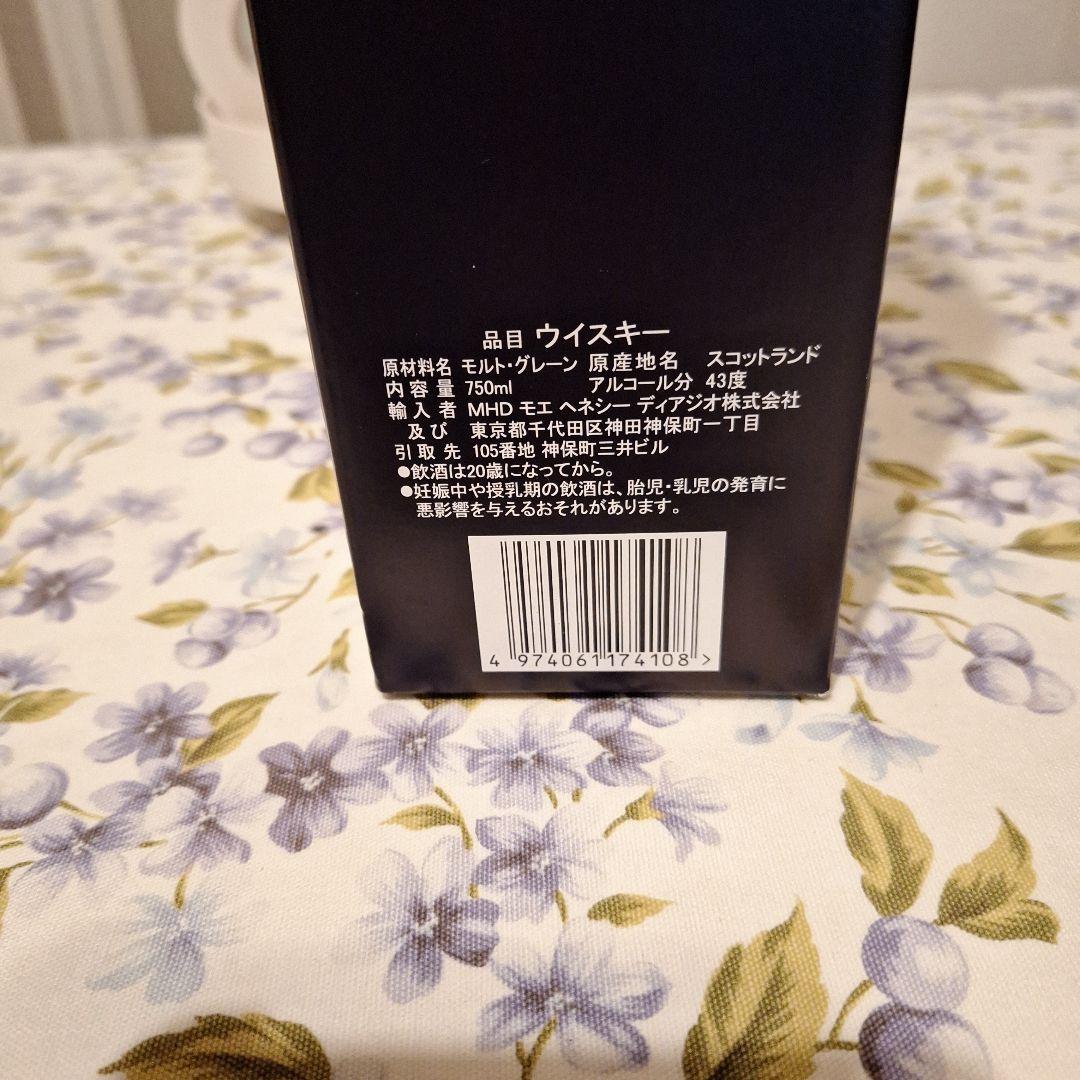 品目 ウイスキー
原材料名 モルト・グレーン 原産地名 スコットランド
内容量 750ml アルコール分 43度
輸入者 MHD モエ ヘネシー ディアジオ株式会社
及び 東京都千代田区神田神保町一丁目
引取先 105番地 神保町三井ビル
●飲酒は20歳になってから。
●妊娠中や授乳期の飲酒は、胎児・乳児の発育に
悪影響を与えるおそれがあります。
4 974061174108 >